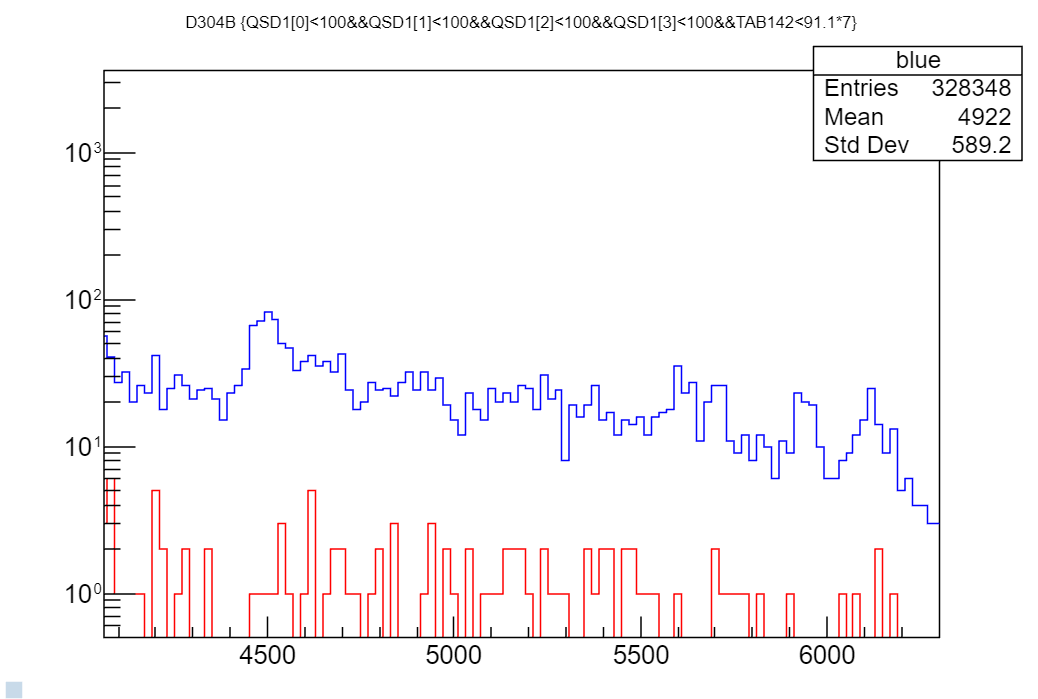 D304B {QSD1[0]<100&&QSD1[1]<100&&QSD1[2]<100&&QSD1[3]<100&&TAB142<91.1*7}
blue
Entries 328348
Mean 4922
Std Dev 589.2
10³
10²
10¹
10⁰
4500 5000 5500 6000